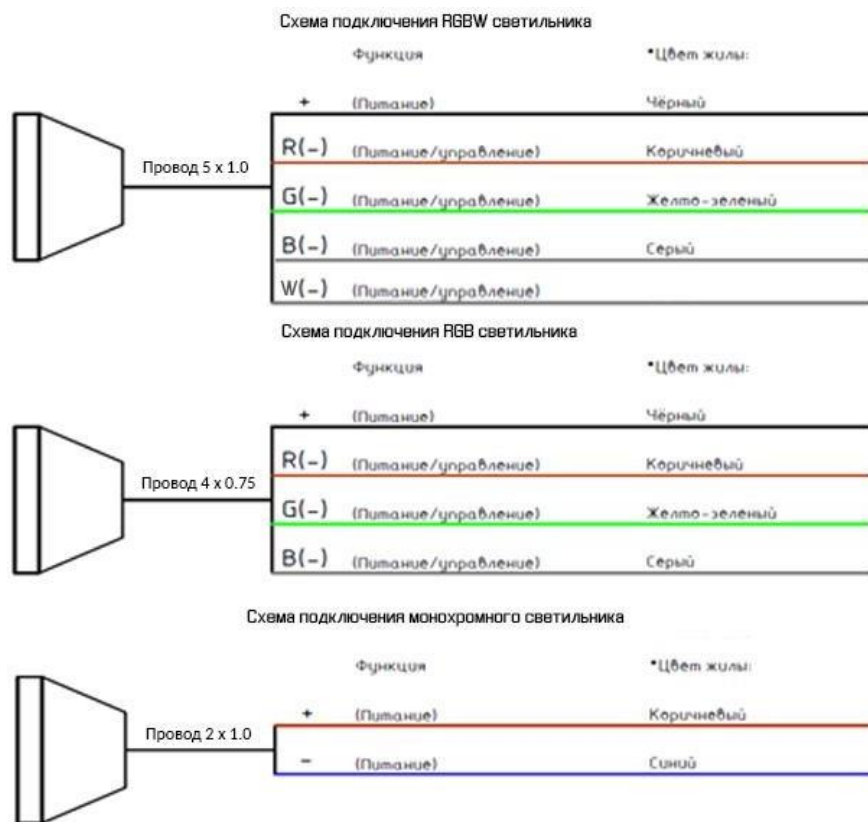 Схема подключения RGBW светильника
Функция *Цвет жилы:
+ (Питание) Чёрный
R(-) (Питание/управление) Коричневый
Провод 5 x 1.0
G(-) (Питание/управление) Желто-зеленый
B(-) (Питание/управление) Серый
W(-) (Питание/управление)
Схема подключения RGB светильника
Функция *Цвет жилы:
+ (Питание) Чёрный
R(-) (Питание/управление) Коричневый
Провод 4 x 0.75
G(-) (Питание/управление) Желто-зеленый
B(-) (Питание/управление) Серый
Схема подключения монохромного светильника
Функция *Цвет жилы:
+ (Питание) Коричневый
Провод 2 x 1.0
- (Питание) Синий